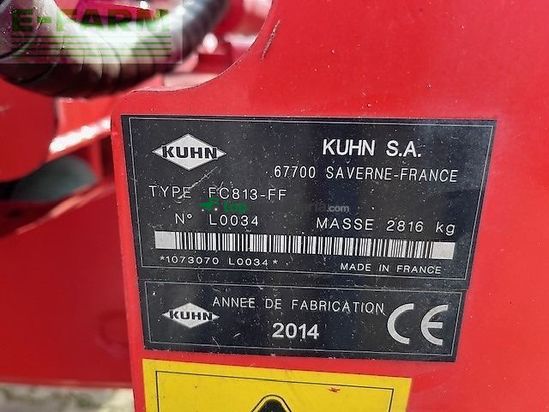 E-FARM
KUHN
KUHN S.A.
67700 SAVERNE-FRANCE
TYPE FC813-FF
N° L0034 MASSE 2816 kg
*1073070 L0034*
MADE IN FRANCE
KUHN
ANNEE DE FABRICATION
2014
CE